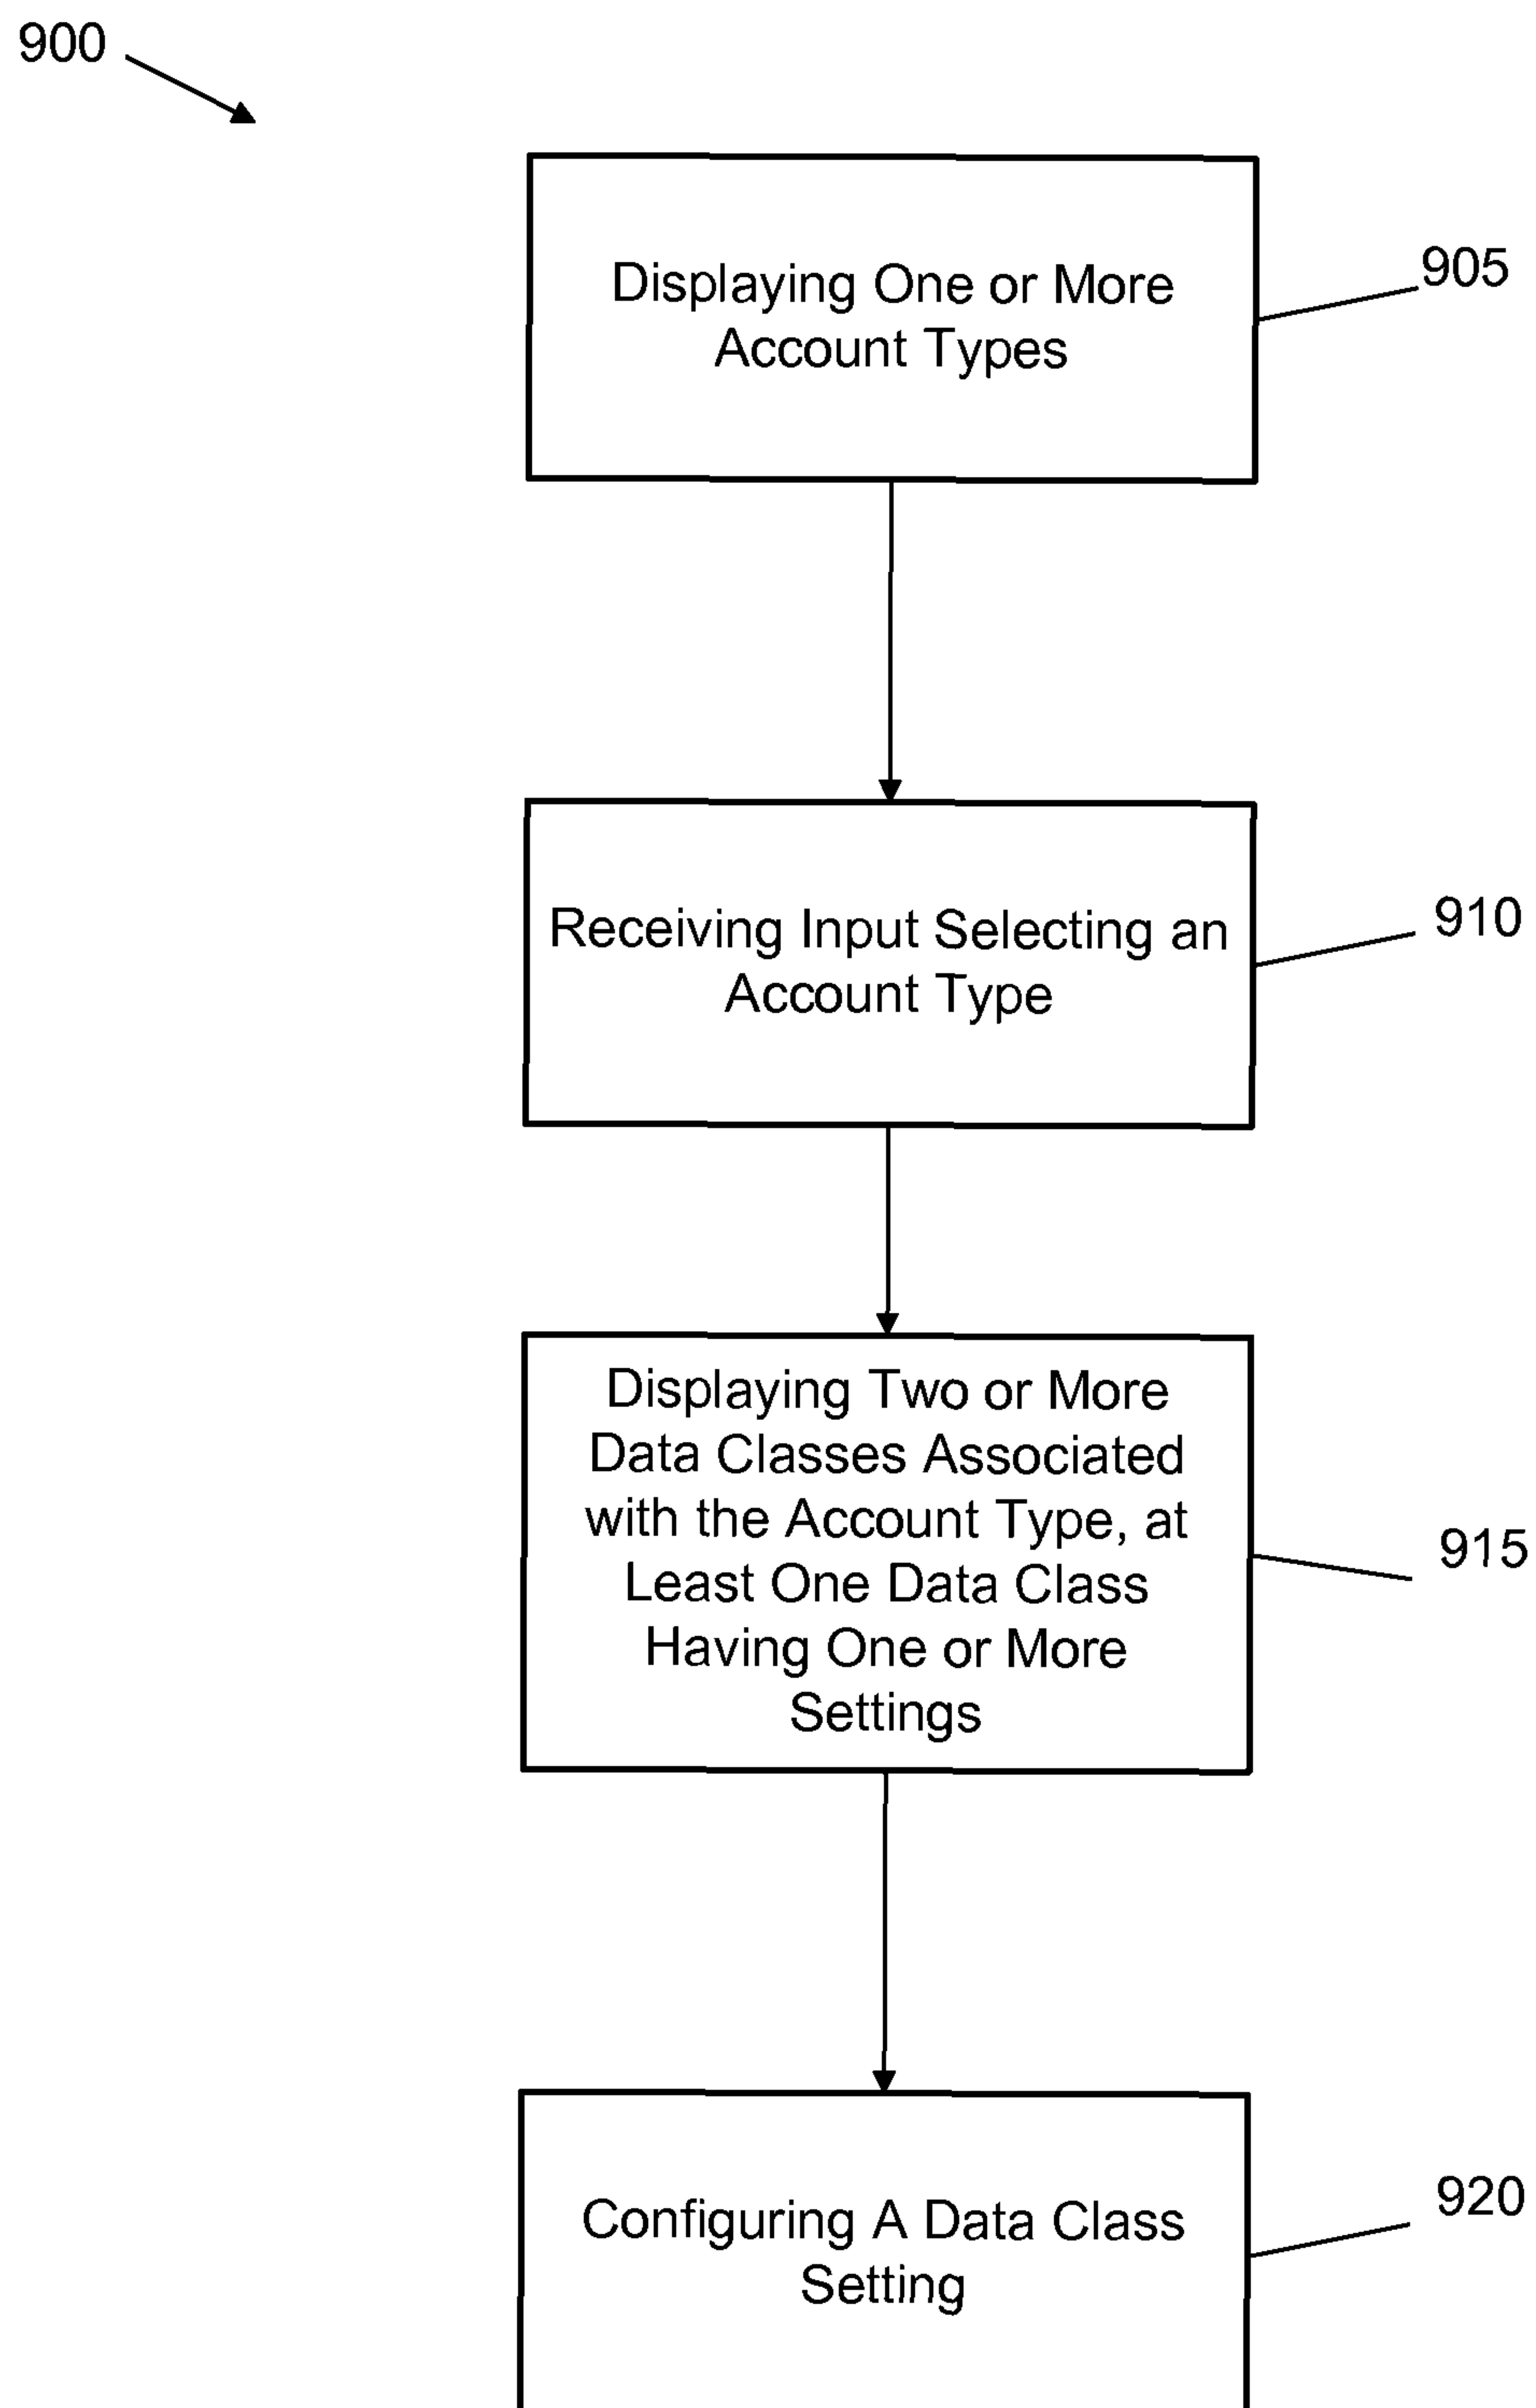 900
Displaying One or More
Account Types
905
Receiving Input Selecting an
Account Type
910
Displaying Two or More
Data Classes Associated
with the Account Type, at
Least One Data Class
Having One or More
Settings
915
Configuring A Data Class
Setting
920